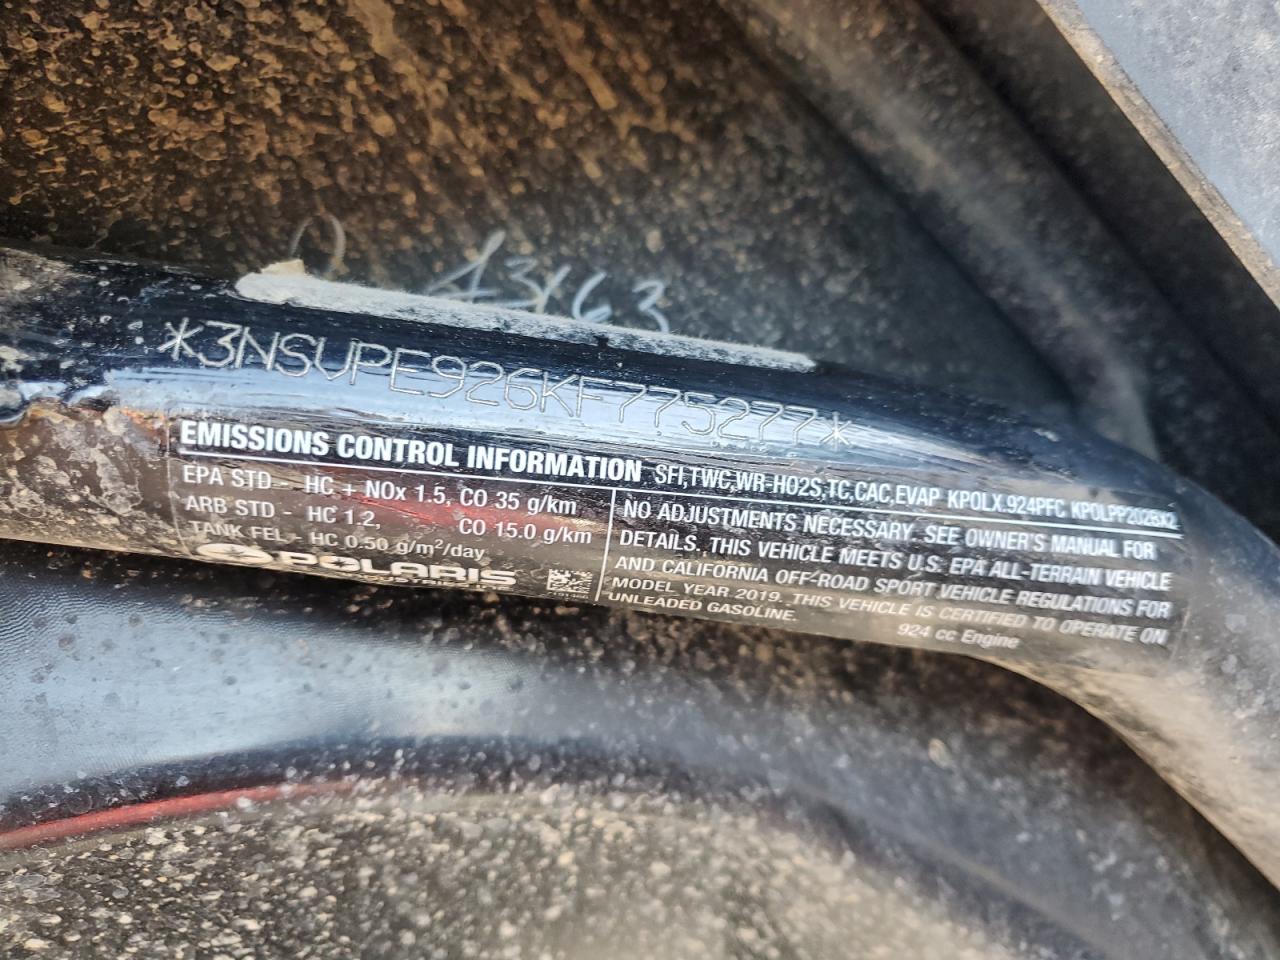 43163
*3NSVPE926KF775277*
EMISSIONS CONTROL INFORMATION SFI,TWC,WR-HO2S,TC,CAC,EVAP KPOLX.924PFC KPOLPP202BX2
EPA STD - HC + NOx 1.5, CO 35 g/km
ARB STD - HC 1.2, CO 15.0 g/km
TANK FEL - HC 0.50 g/m²/day
POLARIS
NO ADJUSTMENTS NECESSARY. SEE OWNER'S MANUAL FOR
DETAILS. THIS VEHICLE MEETS U.S. EPA ALL-TERRAIN VEHICLE
AND CALIFORNIA OFF-ROAD SPORT VEHICLE REGULATIONS FOR
MODEL YEAR 2019. THIS VEHICLE IS CERTIFIED TO OPERATE ON
UNLEADED GASOLINE.
924 cc Engine